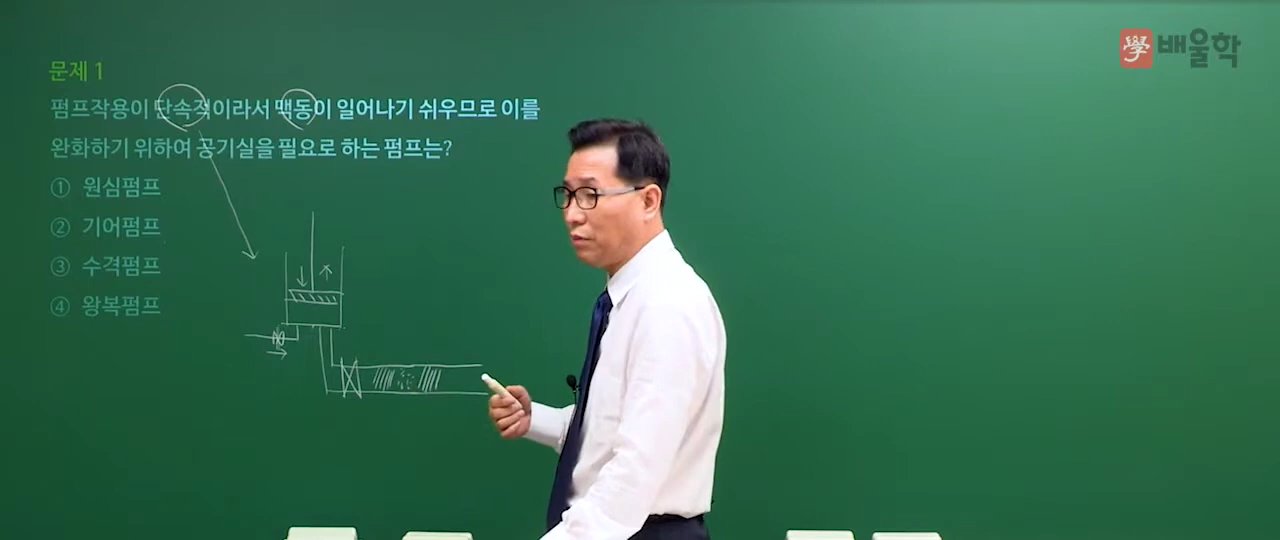 學 배울학
문제 1
펌프작용이 단속적이라서 맥동이 일어나기 쉬우므로 이를
완화하기 위하여 공기실을 필요로 하는 펌프는?
① 원심펌프
② 기어펌프
③ 수격펌프
④ 왕복펌프